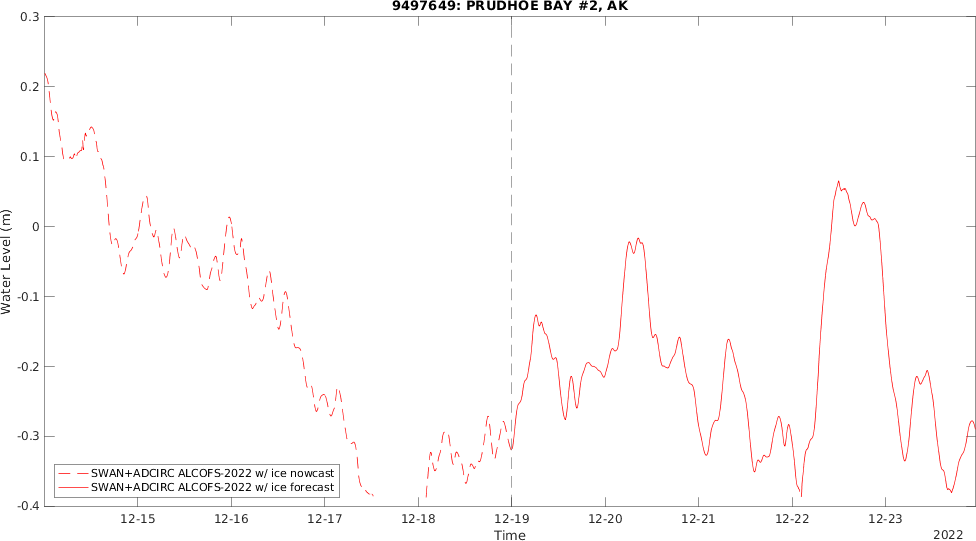 9497649: PRUDHOE BAY #2, AK
0.3
0.2
0.1
0
-0.1
-0.2
-0.3
-0.4
Water Level (m)
SWAN+ADCIRC ALCOFS-2022 w/ ice nowcast
SWAN+ADCIRC ALCOFS-2022 w/ ice forecast
12-15 12-16 12-17 12-18 12-19 12-20 12-21 12-22 12-23
Time
2022